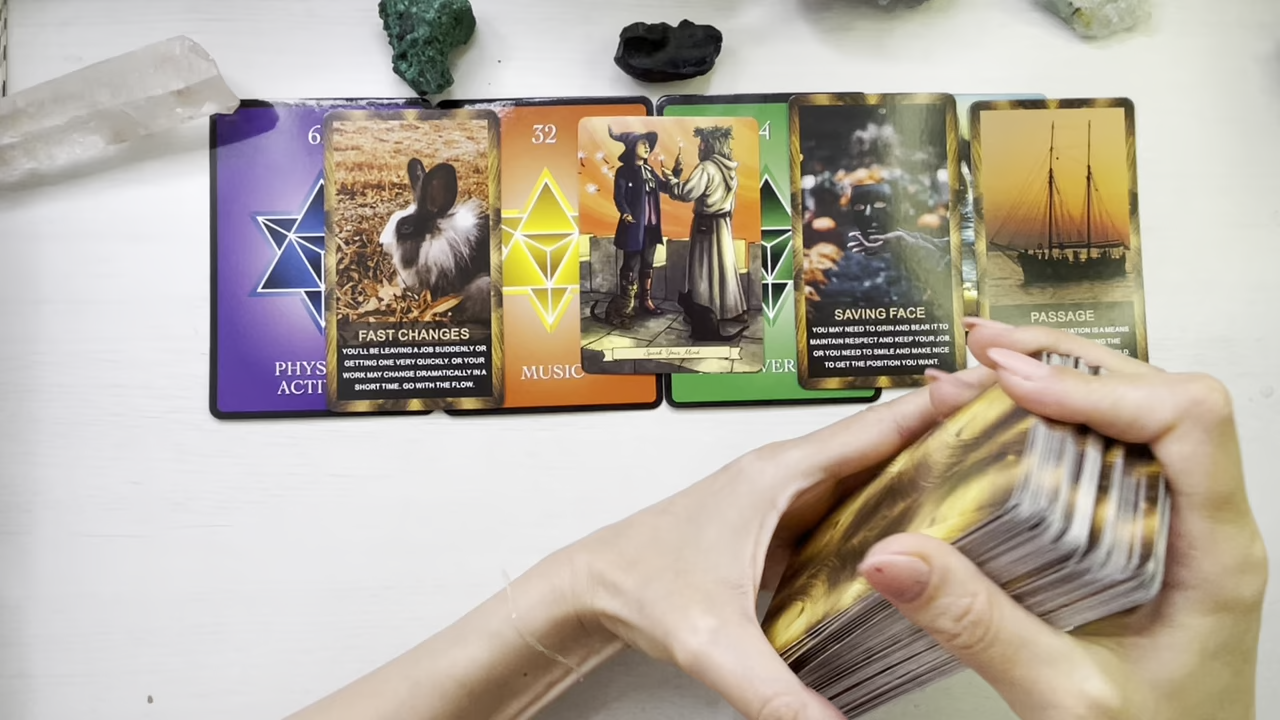 6
PHYS
ACTI
FAST CHANGES
YOU'LL BE LEAVING A JOB SUDDENLY OR
GETTING ONE VERY QUICKLY. OR YOUR
WORK MAY CHANGE DRAMATICALLY IN A
SHORT TIME. GO WITH THE FLOW.
32
MUSIC
Speak Your Mind
4
VER
SAVING FACE
YOU MAY NEED TO GRIN AND BEAR IT TO
MAINTAIN RESPECT AND KEEP YOUR JOB.
OR YOU NEED TO SMILE AND MAKE NICE
TO GET THE POSITION YOU WANT.
PASSAGE
IS A MEANS
THE